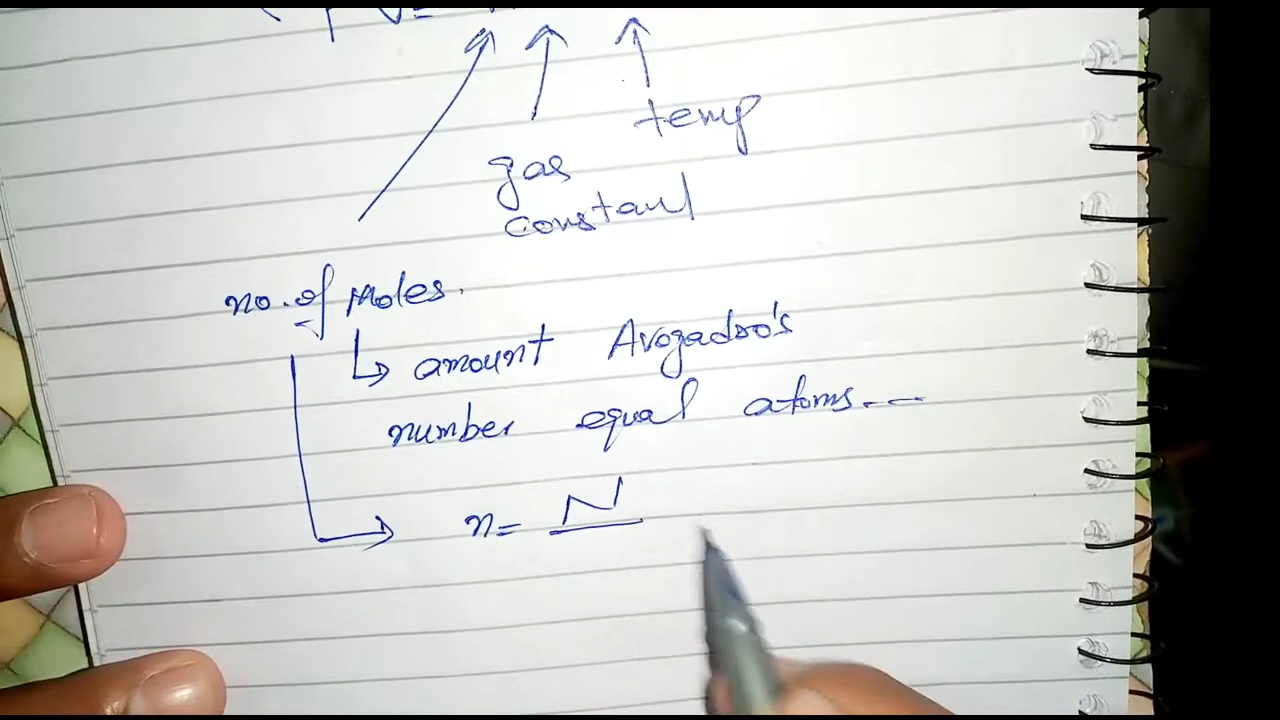 temp
gas
constant
no. of Moles.
↳ amount Avogadro's
number equal atoms.--
→ n= N